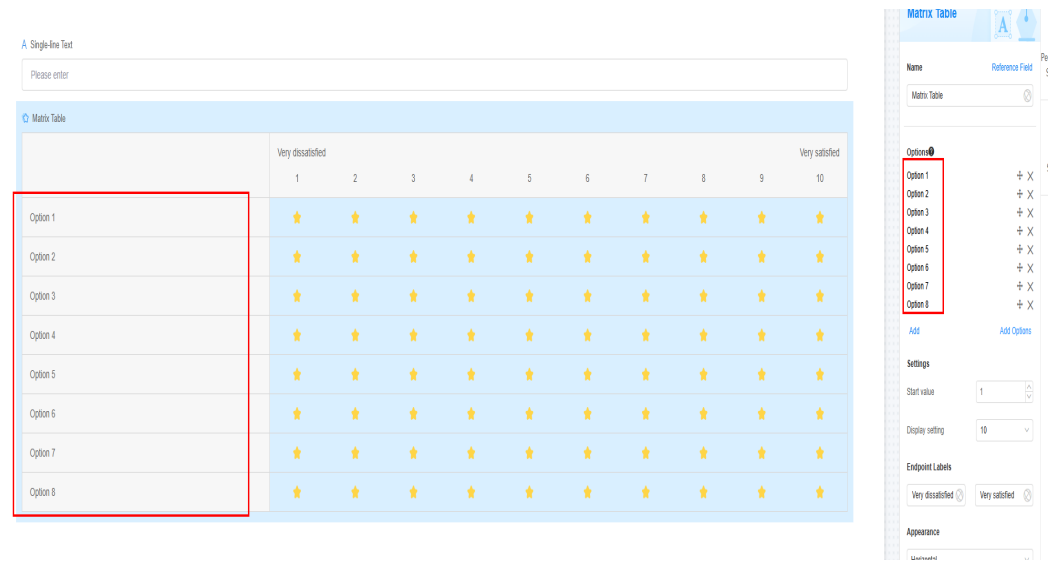 A Single-line Text
Please enter
Matrix Table
Very dissatisfied Very satisfied
1 2 3 4 5 6 7 8 9 10
Option 1
Option 2
Option 3
Option 4
Option 5
Option 6
Option 7
Option 8
Matrix Table
A
Name Reference Field
Matrix Table
Options
Option 1
Option 2
Option 3
Option 4
Option 5
Option 6
Option 7
Option 8
Add Add Options
Settings
Start value 1
Display setting 10
Endpoint Labels
Very dissatisfied Very satisfied
Appearance
Horizontal